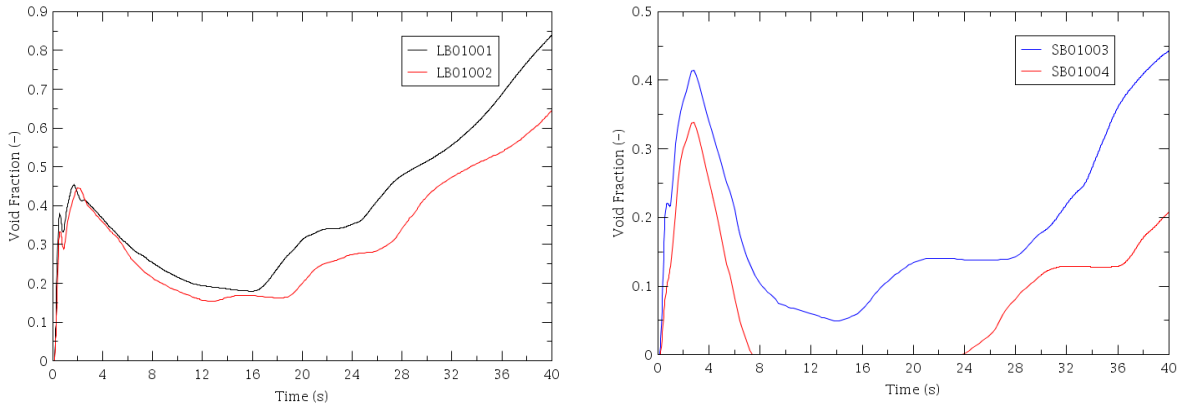 0.9
0.8
0.7
0.6
0.5
0.4
0.3
0.2
0.1
0
Void Fraction (-)
LB01001
LB01002
0 4 8 12 16 20 24 28 32 36 40
Time (s)
0.5
0.4
0.3
0.2
0.1
0
Void Fraction (-)
SB01003
SB01004
0 4 8 12 16 20 24 28 32 36 40
Time (s)